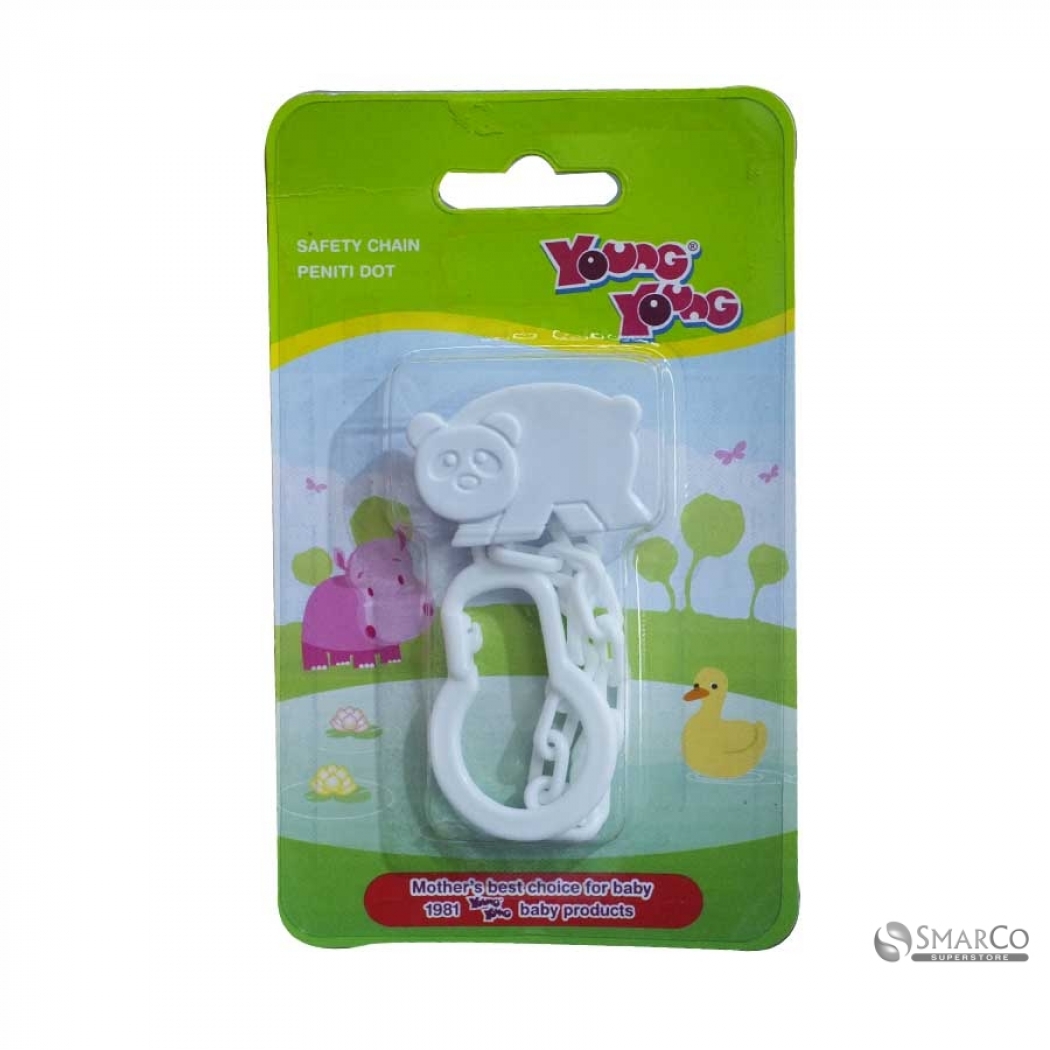 SAFETY CHAIN
PENITI DOT
YOUNG®
YOUNG
Mother's best choice for baby
1981 YOUNG YOUNG baby products
SMARCO
SUPERSTORE